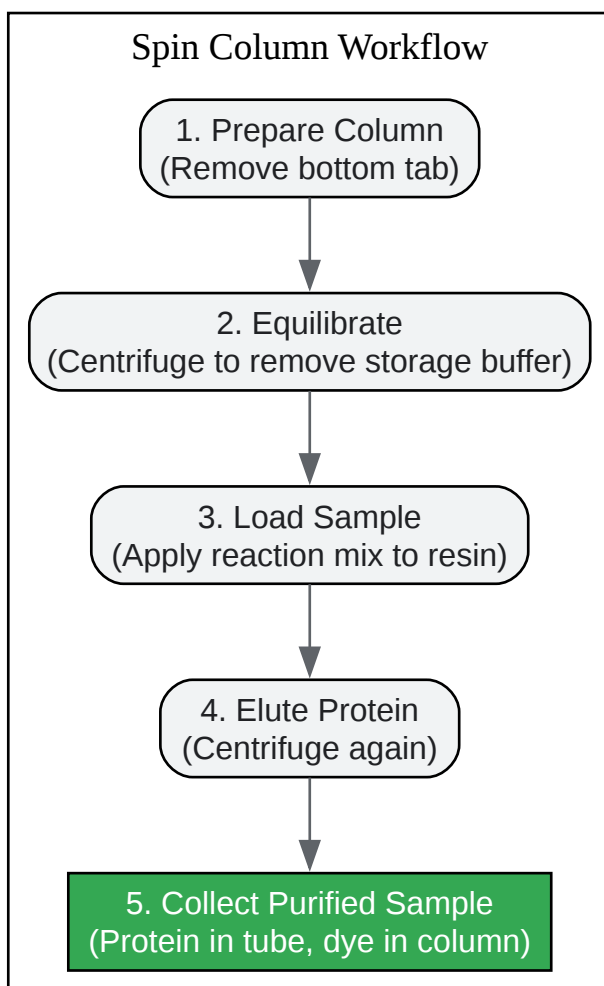 Spin Column Workflow
1. Prepare Column
(Remove bottom tab)
2. Equilibrate
(Centrifuge to remove storage buffer)
3. Load Sample
(Apply reaction mix to resin)
4. Elute Protein
(Centrifuge again)
5. Collect Purified Sample
(Protein in tube, dye in column)